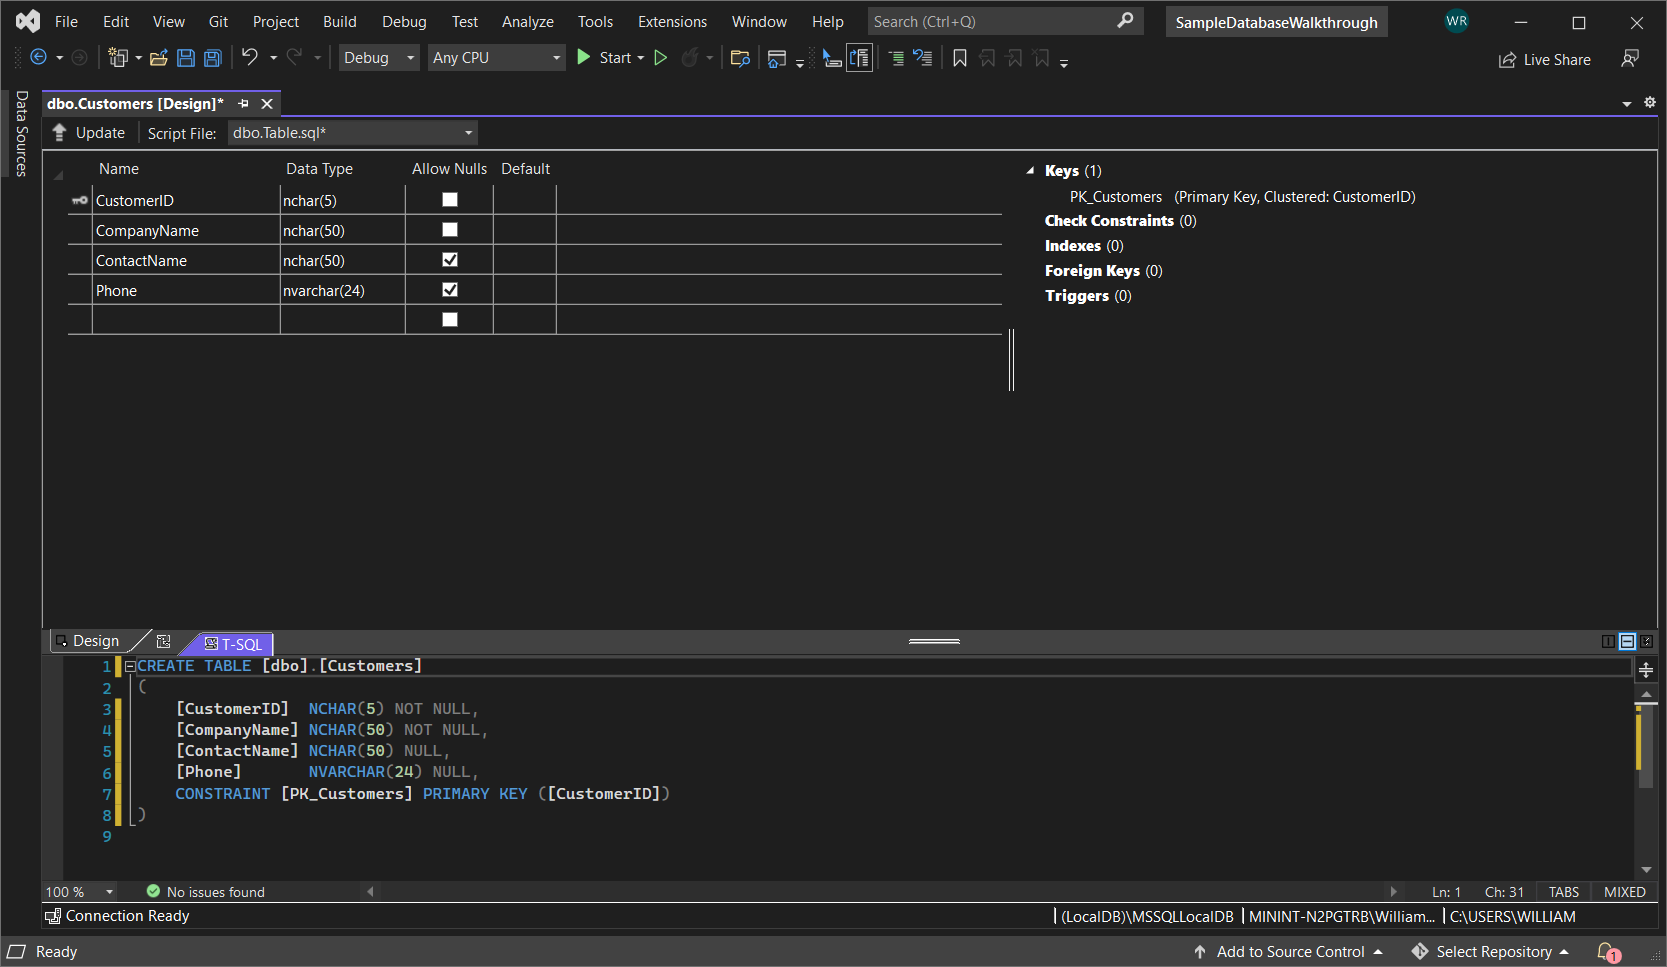 File Edit View Git Project Build Debug Test Analyze Tools Extensions Window Help Search (Ctrl+Q) SampleDatabaseWalkthrough WR
Debug Any CPU Start Live Share
Data Sources
dbo.Customers [Design]*
Update Script File: dbo.Table.sql*
Name Data Type Allow Nulls Default
CustomerID nchar(5)
CompanyName nchar(50)
ContactName nchar(50)
Phone nvarchar(24)
Keys (1)
PK_Customers (Primary Key, Clustered: CustomerID)
Check Constraints (0)
Indexes (0)
Foreign Keys (0)
Triggers (0)
Design T-SQL
1 CREATE TABLE [dbo].[Customers]
2 (
3 [CustomerID] NCHAR(5) NOT NULL,
4 [CompanyName] NCHAR(50) NOT NULL,
5 [ContactName] NCHAR(50) NULL,
6 [Phone] NVARCHAR(24) NULL,
7 CONSTRAINT [PK_Customers] PRIMARY KEY ([CustomerID])
8 )
9
100 % No issues found Ln: 1 Ch: 31 TABS MIXED
Connection Ready (LocalDB)\MSSQLLocalDB MININT-N2PGTRB\William... C:\USERS\WILLIAM
Ready Add to Source Control Select Repository 1